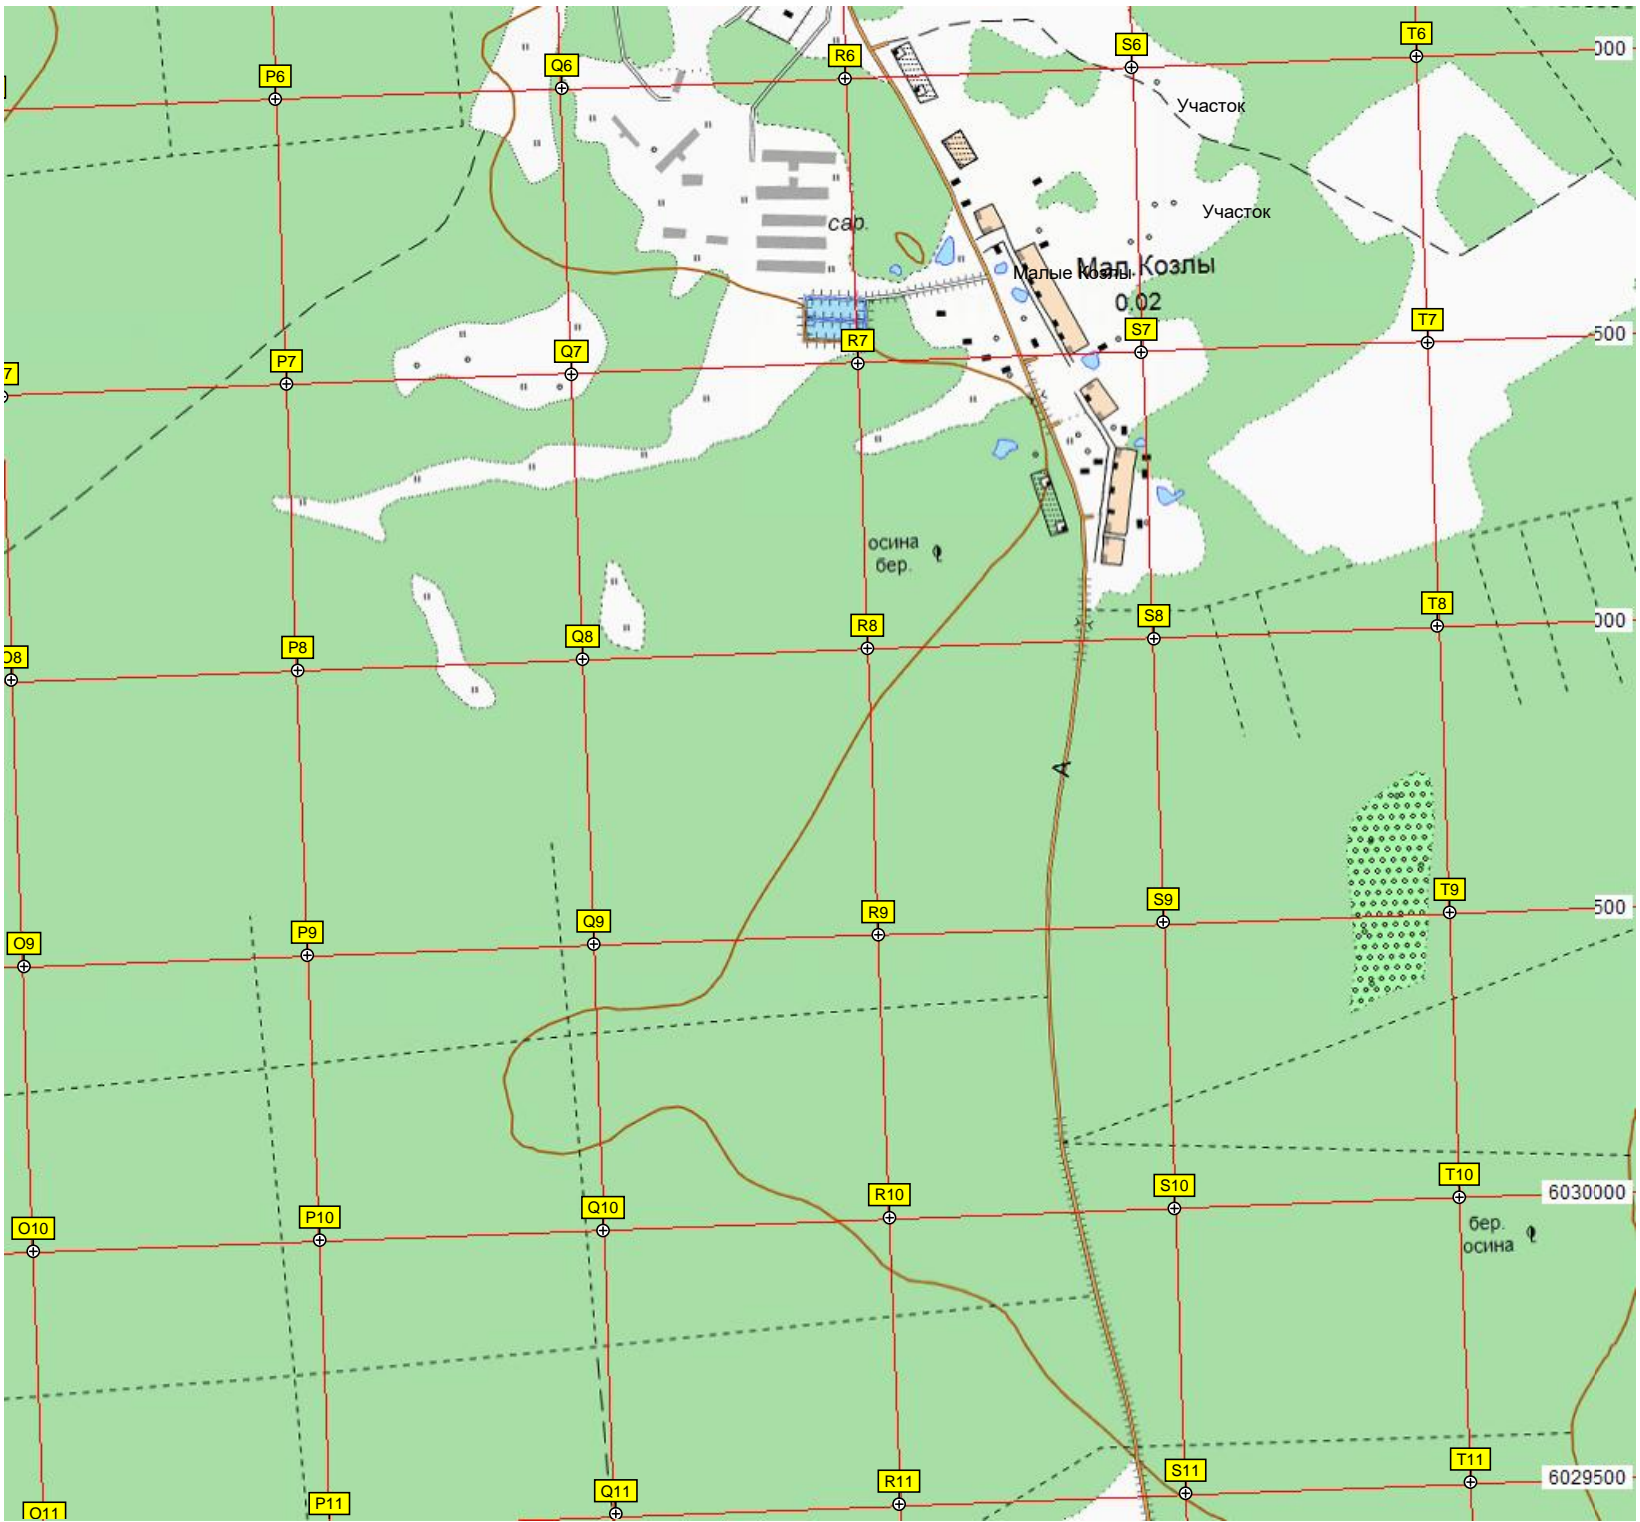 T6
000
S6
R6
Q6
P6
Участок
Участок
сар.
Мал. Козлы
Малые Козлы
0.02
T7
500
S7
R7
Q7
P7
7
осина
бер.
T8
000
S8
R8
Q8
P8
O8
А
T9
500
S9
R9
Q9
P9
O9
T10
6030000
S10
R10
Q10
P10
O10
бер.
осина
T11
6029500
S11
R11
Q11
P11
O11